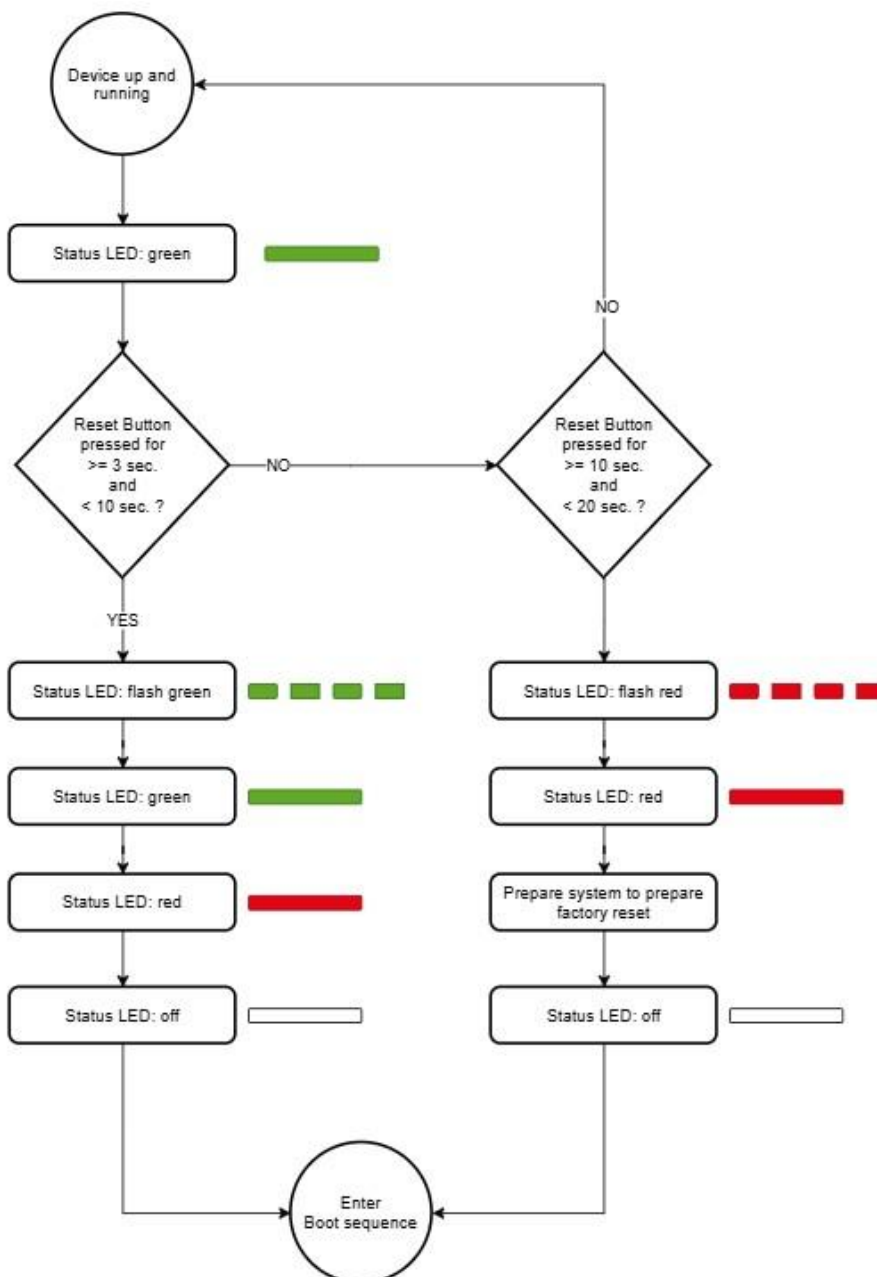 Device up and
running
Status LED: green
NO
Reset Button
pressed for
>= 3 sec.
and
< 10 sec. ?
NO
Reset Button
pressed for
>= 10 sec.
and
< 20 sec. ?
YES
Status LED: flash green
Status LED: flash red
Status LED: green
Status LED: red
Status LED: red
Prepare system to prepare
factory reset
Status LED: off
Status LED: off
Enter
Boot sequence